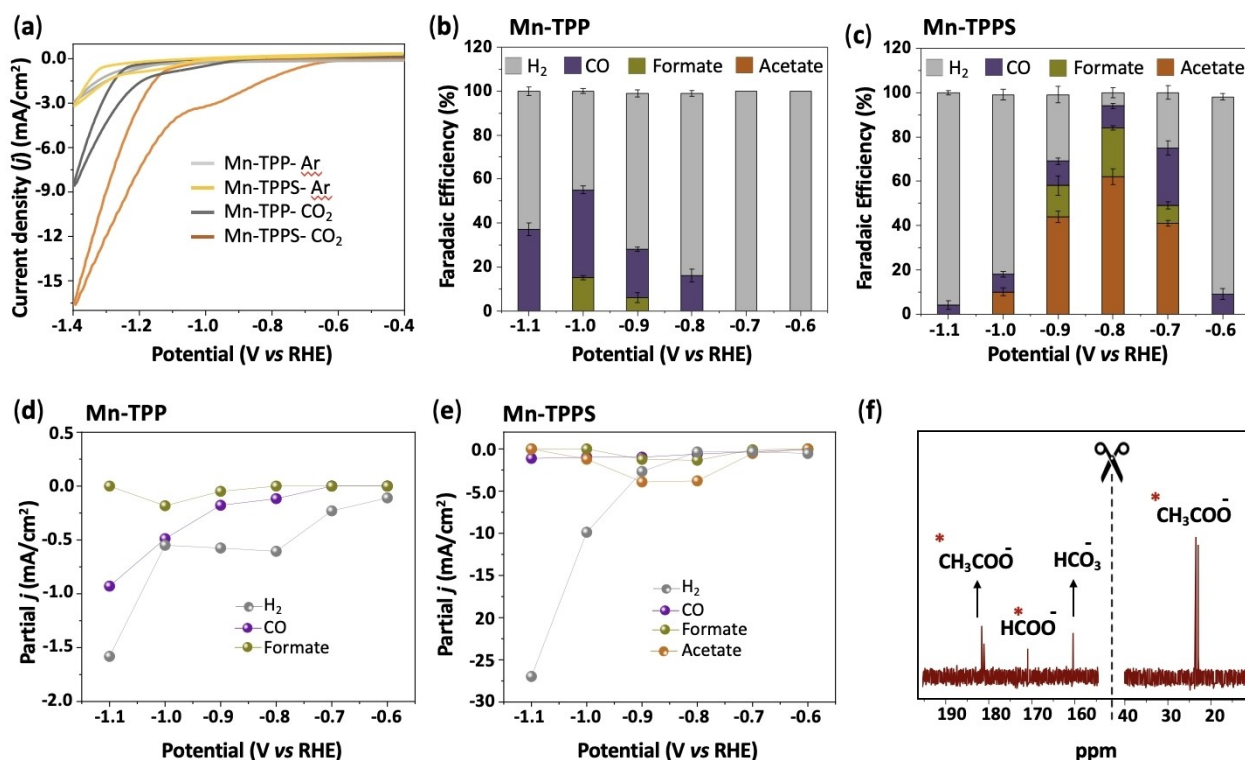 (a)
0.0
-3.0
-6.0
-9.0
-12.0
-15.0
Current density (j) (mA/cm²)
Mn-TPP- Ar
Mn-TPPS- Ar
Mn-TPP- CO₂
Mn-TPPS- CO₂
-1.4 -1.2 -1.0 -0.8 -0.6 -0.4
Potential (V vs RHE)
(b) Mn-TPP
120
100
80
60
40
20
0
Faradaic Efficiency (%)
H₂ CO Formate Acetate
-1.1 -1.0 -0.9 -0.8 -0.7 -0.6
Potential (V vs RHE)
Mn-TPPS
(c)
120
100
80
60
40
20
0
Faradaic Efficiency (%)
H₂ CO Formate Acetate
-1.1 -1.0 -0.9 -0.8 -0.7 -0.6
Potential (V vs RHE)
(d) Mn-TPP
0.5
0.0
-0.5
-1.0
-1.5
-2.0
Partial j (mA/cm²)
H₂
CO
Formate
-1.1 -1.0 -0.9 -0.8 -0.7 -0.6
Potential (V vs RHE)
(e) Mn-TPPS
0.0
-5.0
-10
-15
-20
-25
-30
Partial j (mA/cm²)
H₂
CO
Formate
Acetate
-1.1 -1.0 -0.9 -0.8 -0.7 -0.6
Potential (V vs RHE)
(f)
*
CH₃COO⁻
*
CH₃COO⁻
HCO₃⁻
*
HCOO⁻
190 180 170 160 40 20
ppm